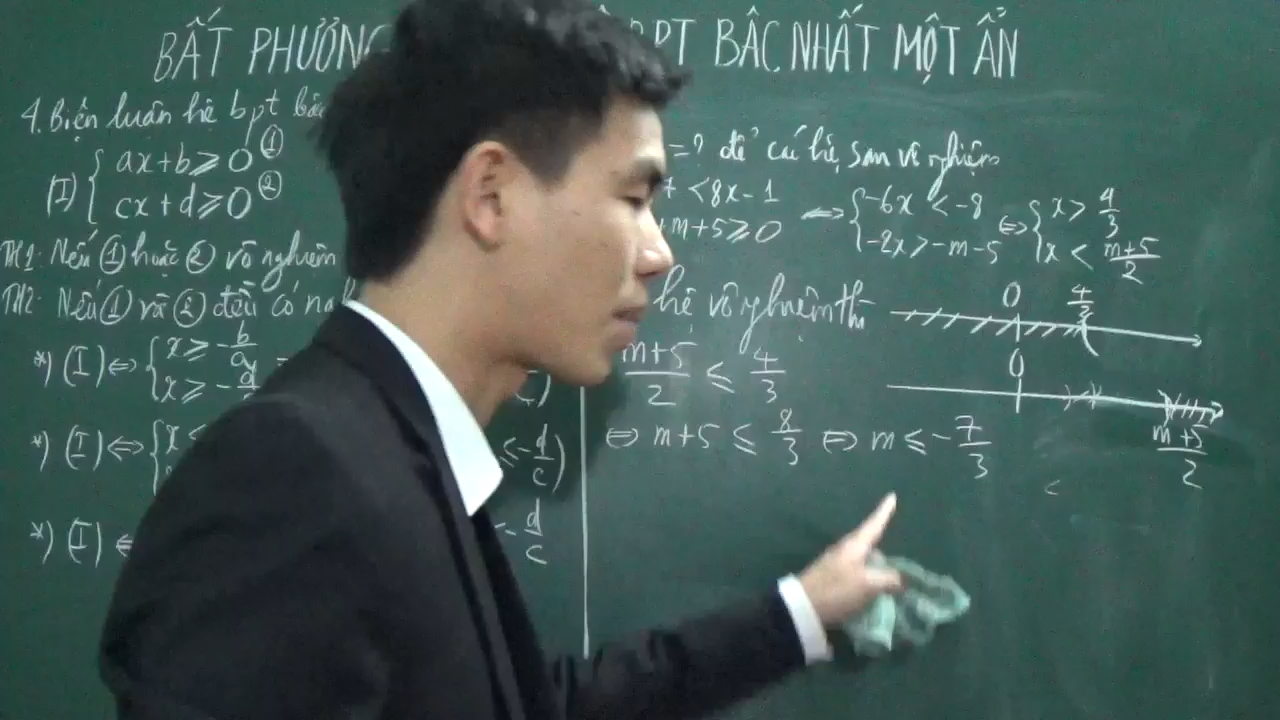 BẤT PHƯƠNG PT BẬC NHẤT MỘT ẨN
4. Biện luận hệ bpt bậc
(I) { ax+b ⩾ 0 ①
cx+d ⩾ 0 ②
TH1: Nếu ① hoặc ② vô nghiệm
TH2: Nếu ① và ② đều có
*) (I) ⇔ { x ⩾ -b/a
x ⩾ -
*) (I) ⇔ { x ≤
≤ -d/c)
*) (I) ⇔
- d/c
=? để các hệ sau vô nghiệm
< 8x-1
+m+5 ⩾ 0
⇔ { -6x < -8
-2x > -m-5
⇔ { x > 4/3
x < (m+5)/2
hệ vô nghiệm thì
0 4/3
0 (m+5)/2
(m+5)/2 ≤ 4/3
⇔ m+5 ≤ 8/3 ⇔ m ≤ -7/3
<